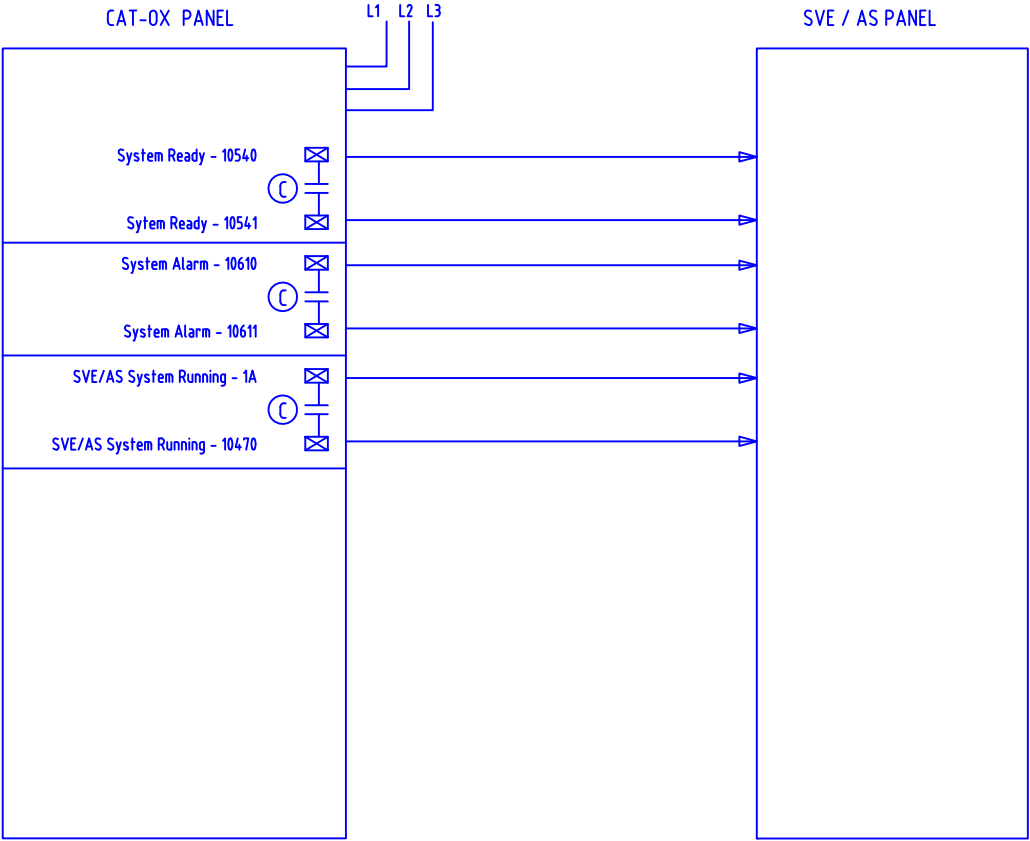 CAT-OX PANEL
L1 L2 L3
SVE / AS PANEL
System Ready - 10540
C
Sytem Ready - 10541
System Alarm - 10610
C
System Alarm - 10611
SVE/AS System Running - 1A
C
SVE/AS System Running - 10470